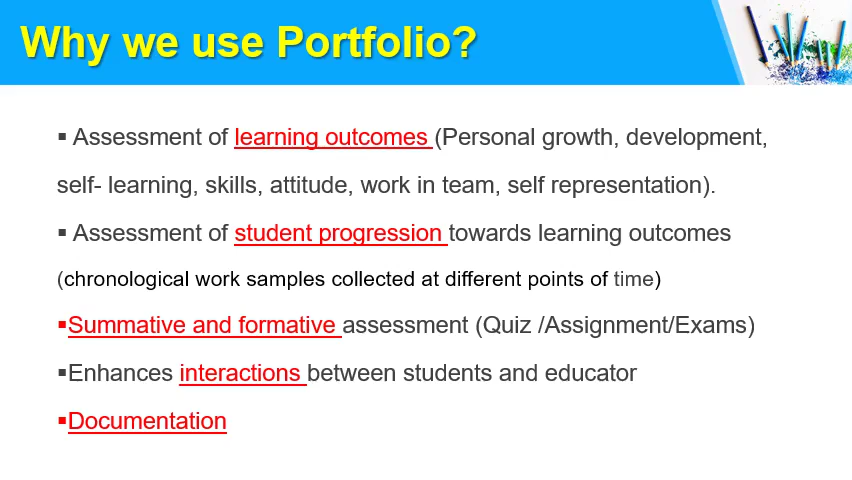 Why we use Portfolio?
▪ Assessment of learning outcomes (Personal growth, development,
self- learning, skills, attitude, work in team, self representation).
▪ Assessment of student progression towards learning outcomes
(chronological work samples collected at different points of time)
▪Summative and formative assessment (Quiz /Assignment/Exams)
▪Enhances interactions between students and educator
▪Documentation